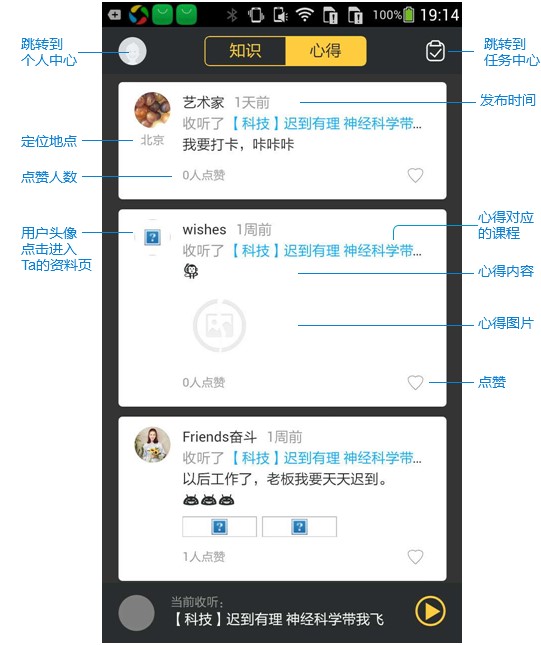 100% 19:14
跳转到
个人中心
知识
心得
跳转到
任务中心
艺术家 1天前
发布时间
收听了【科技】迟到有理 神经科学带...
定位地点
北京
我要打卡，咔咔咔
点赞人数
0人点赞
用户头像
点击进入
Ta的资料页
wishes 1周前
心得对应
的课程
收听了【科技】迟到有理 神经科学带...
心得内容
心得图片
0人点赞
点赞
Friends奋斗 1周前
收听了【科技】迟到有理 神经科学带...
以后工作了，老板我要天天迟到。
1人点赞
当前收听：
【科技】迟到有理 神经科学带我飞